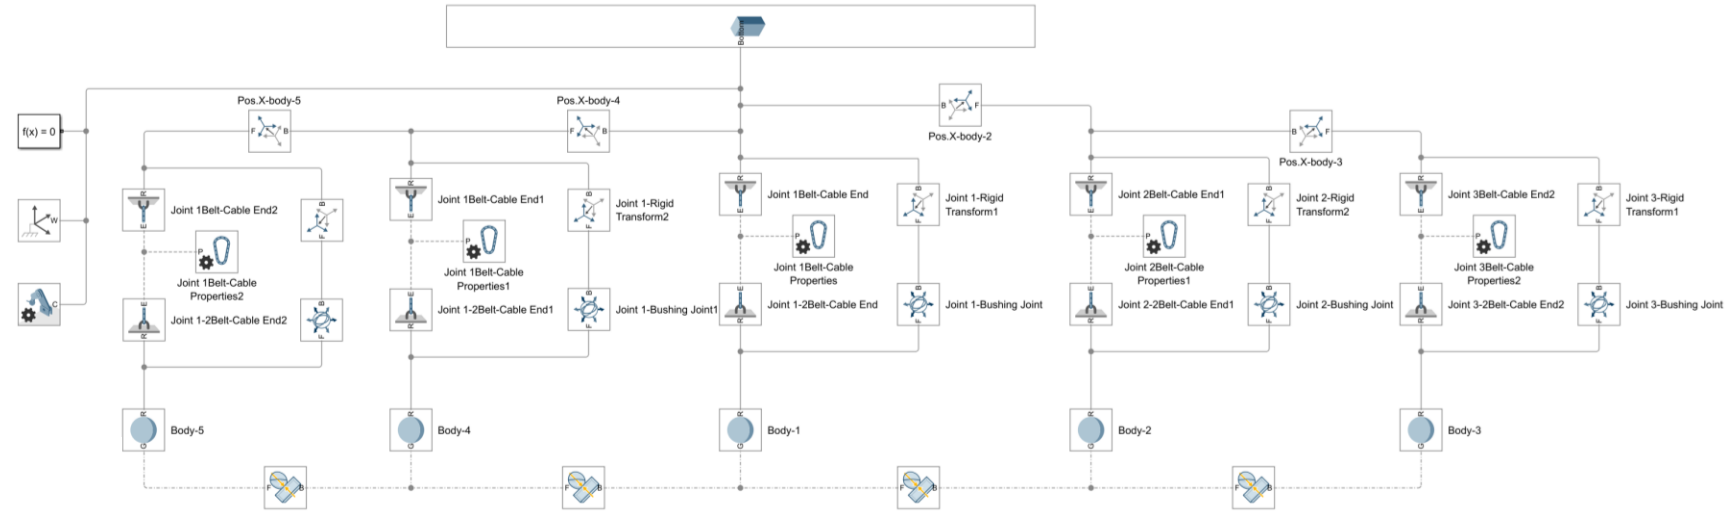 Bottom
Pos.X-body-5
Pos.X-body-4
B F
Pos.X-body-2
f(x) = 0
F B
F B
B F
Pos.X-body-3
R
E
Joint 1Belt-Cable End2
B
F
R
E
Joint 1Belt-Cable End1
B
F
Joint 1-Rigid
Transform2
R
E
Joint 1Belt-Cable End
B
F
Joint 1-Rigid
Transform1
R
E
Joint 2Belt-Cable End1
B
F
Joint 2-Rigid
Transform2
R
E
Joint 3Belt-Cable End2
B
F
Joint 3-Rigid
Transform1
W
P
Joint 1Belt-Cable
Properties2
P
Joint 1Belt-Cable
Properties1
P
Joint 1Belt-Cable
Properties
P
Joint 2Belt-Cable
Properties1
P
Joint 3Belt-Cable
Properties2
C
E
R
Joint 1-2Belt-Cable End2
B
F
E
R
Joint 1-2Belt-Cable End1
B
F
Joint 1-Bushing Joint1
E
R
Joint 1-2Belt-Cable End
B
F
Joint 1-Bushing Joint
E
R
Joint 2-2Belt-Cable End1
B
F
Joint 2-Bushing Joint
E
R
Joint 3-2Belt-Cable End2
B
F
Joint 3-Bushing Joint
R
G
Body-5
R
G
Body-4
R
G
Body-1
R
G
Body-2
R
G
Body-3
F B
F B
F B
F B